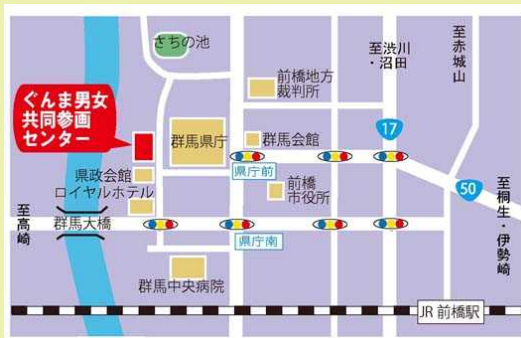 さちの池
至渋川
・沼田
至赤城山
前橋地方
裁判所
ぐんま男女
共同参画
センター
17
群馬県庁
群馬会館
県政会館
ロイヤルホテル
県庁前
前橋
市役所
50
至桐生・伊勢崎
至高崎
群馬大橋
県庁南
群馬中央病院
JR 前橋駅